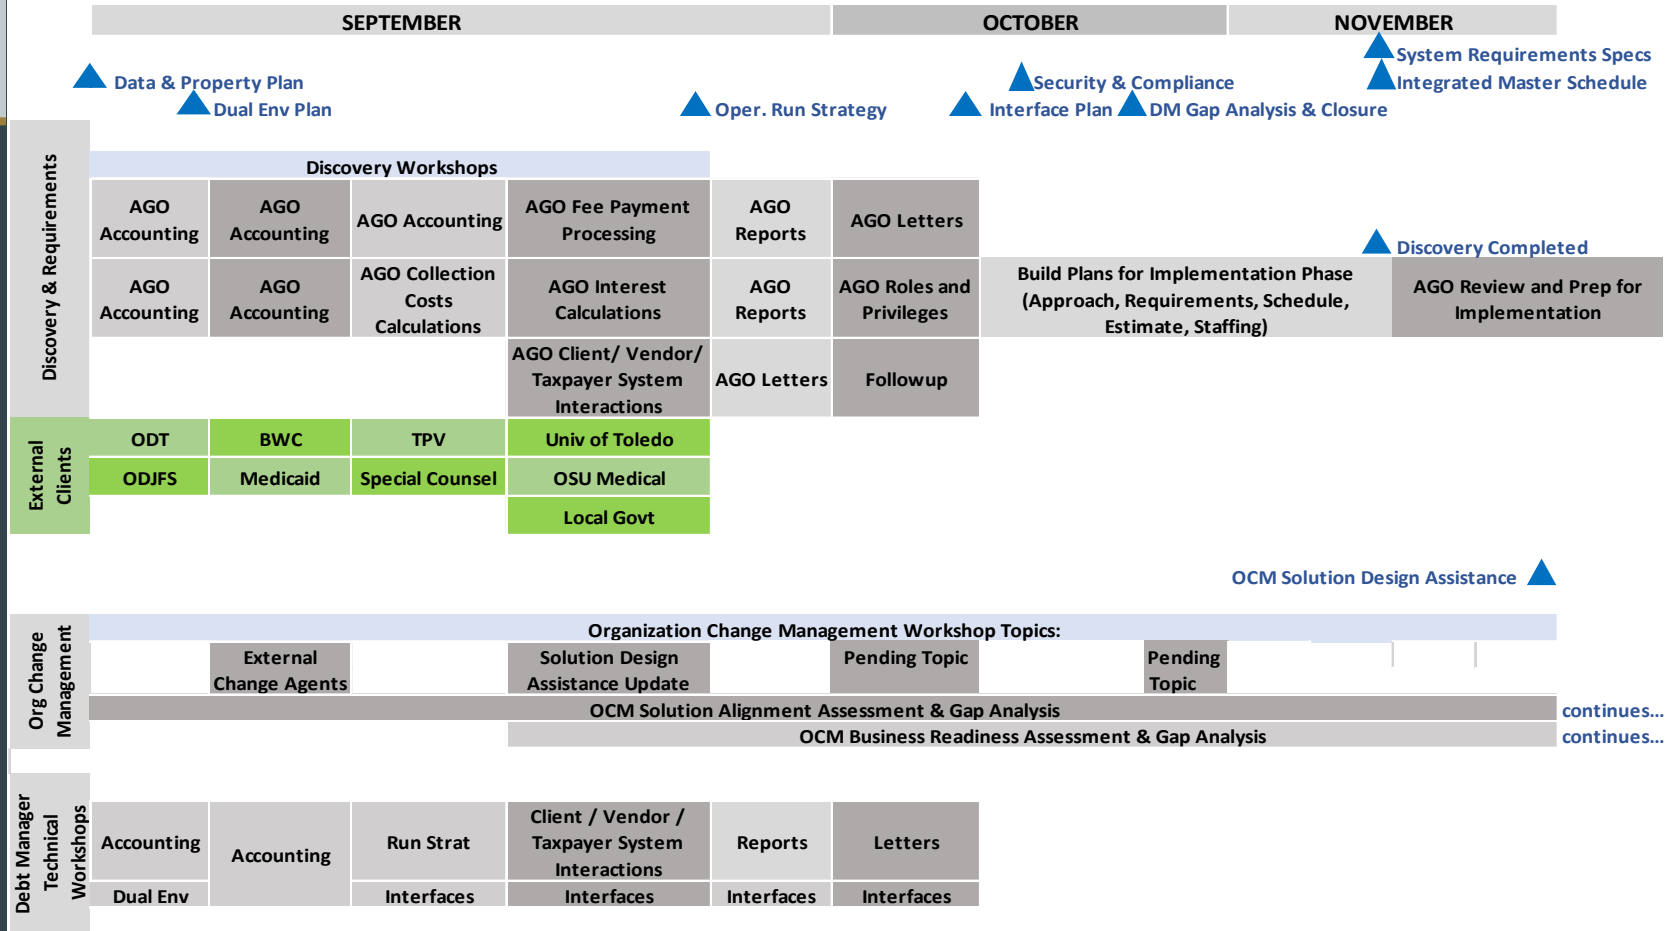 SEPTEMBER
OCTOBER
NOVEMBER
System Requirements Specs
Data & Property Plan
Security & Compliance
Integrated Master Schedule
Dual Env Plan
Oper. Run Strategy
Interface Plan
DM Gap Analysis & Closure
Discovery & Requirements
Discovery Workshops
AGO
Accounting
AGO
Accounting
AGO Accounting
AGO Fee Payment
Processing
AGO
Reports
AGO Letters
Discovery Completed
AGO
Accounting
AGO
Accounting
AGO Collection
Costs
Calculations
AGO Interest
Calculations
AGO
Reports
AGO Roles and
Privileges
Build Plans for Implementation Phase
(Approach, Requirements, Schedule,
Estimate, Staffing)
AGO Review and Prep for
Implementation
AGO Client/ Vendor/
Taxpayer System
Interactions
AGO Letters
Followup
External
Clients
ODT
BWC
TPV
Univ of Toledo
ODJFS
Medicaid
Special Counsel
OSU Medical
Local Govt
OCM Solution Design Assistance
Org Change
Management
Organization Change Management Workshop Topics:
External
Change Agents
Solution Design
Assistance Update
Pending Topic
Pending
Topic
OCM Solution Alignment Assessment & Gap Analysis
continues...
OCM Business Readiness Assessment & Gap Analysis
continues...
Debt Manager
Technical
Workshops
Accounting
Accounting
Run Strat
Client / Vendor /
Taxpayer System
Interactions
Reports
Letters
Dual Env
Interfaces
Interfaces
Interfaces
Interfaces